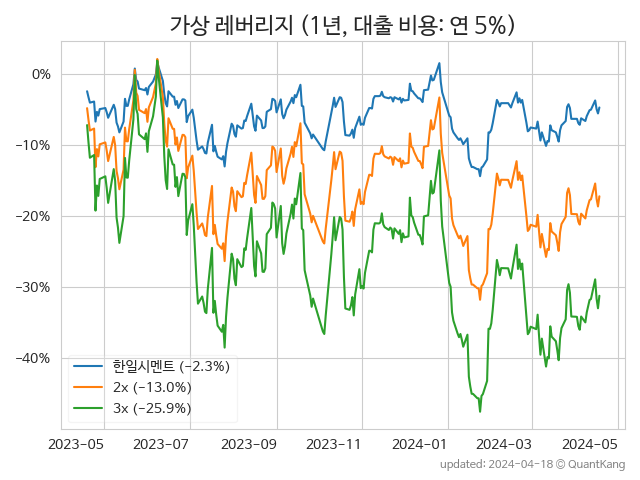 가상 레버리지 (1년, 대출 비용: 연 5%)
0%
−10%
−20%
−30%
−40%
한일시멘트 (−2.3%)
2x (−13.0%)
3x (−25.9%)
2023-05 2023-07 2023-09 2023-11 2024-01 2024-03 2024-05
updated: 2024-04-18 © QuantKang